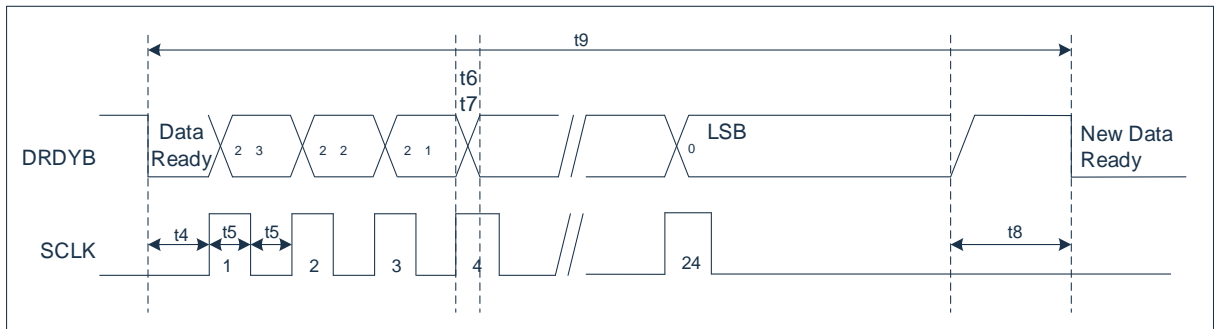 t9
t6
t7
DRDYB
Data
Ready
2 3
2 2
2 1
0
LSB
New Data
Ready
SCLK
t4
t5
t5
t8
1
2
3
4
24